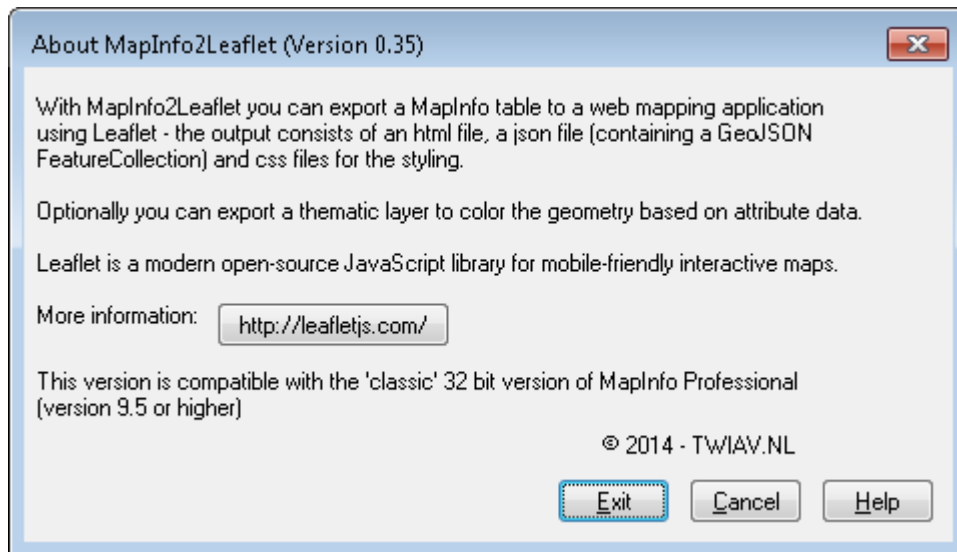 About MapInfo2Leaflet (Version 0.35)
With MapInfo2Leaflet you can export a MapInfo table to a web mapping application
using Leaflet - the output consists of an html file, a json file (containing a GeoJSON
FeatureCollection) and css files for the styling.
Optionally you can export a thematic layer to color the geometry based on attribute data.
Leaflet is a modern open-source JavaScript library for mobile-friendly interactive maps.
More information: http://leafletjs.com/
This version is compatible with the 'classic' 32 bit version of MapInfo Professional
(version 9.5 or higher)
© 2014 - TWIAV.NL
Exit Cancel Help